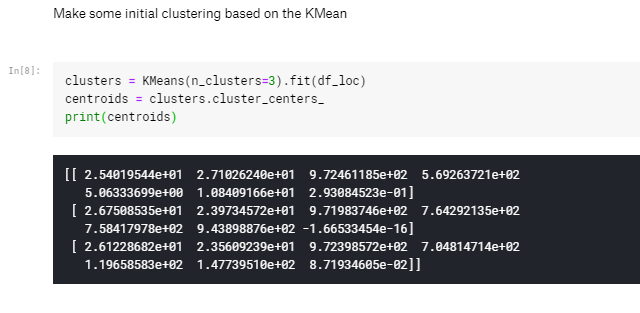 Make some initial clustering based on the KMean
In[8]:
clusters = KMeans(n_clusters=3).fit(df_loc)
centroids = clusters.cluster_centers_
print(centroids)
[[ 2.54019544e+01 2.71026240e+01 9.72461185e+02 5.69263721e+02
5.06333699e+00 1.08409166e+01 2.93084523e-01]
[ 2.67508535e+01 2.39734572e+01 9.71983746e+02 7.64292135e+02
7.58417978e+02 9.43898876e+02 -1.66533454e-16]
[ 2.61228682e+01 2.35609239e+01 9.72398572e+02 7.04814714e+02
1.19658583e+02 1.47739510e+02 8.71934605e-02]]